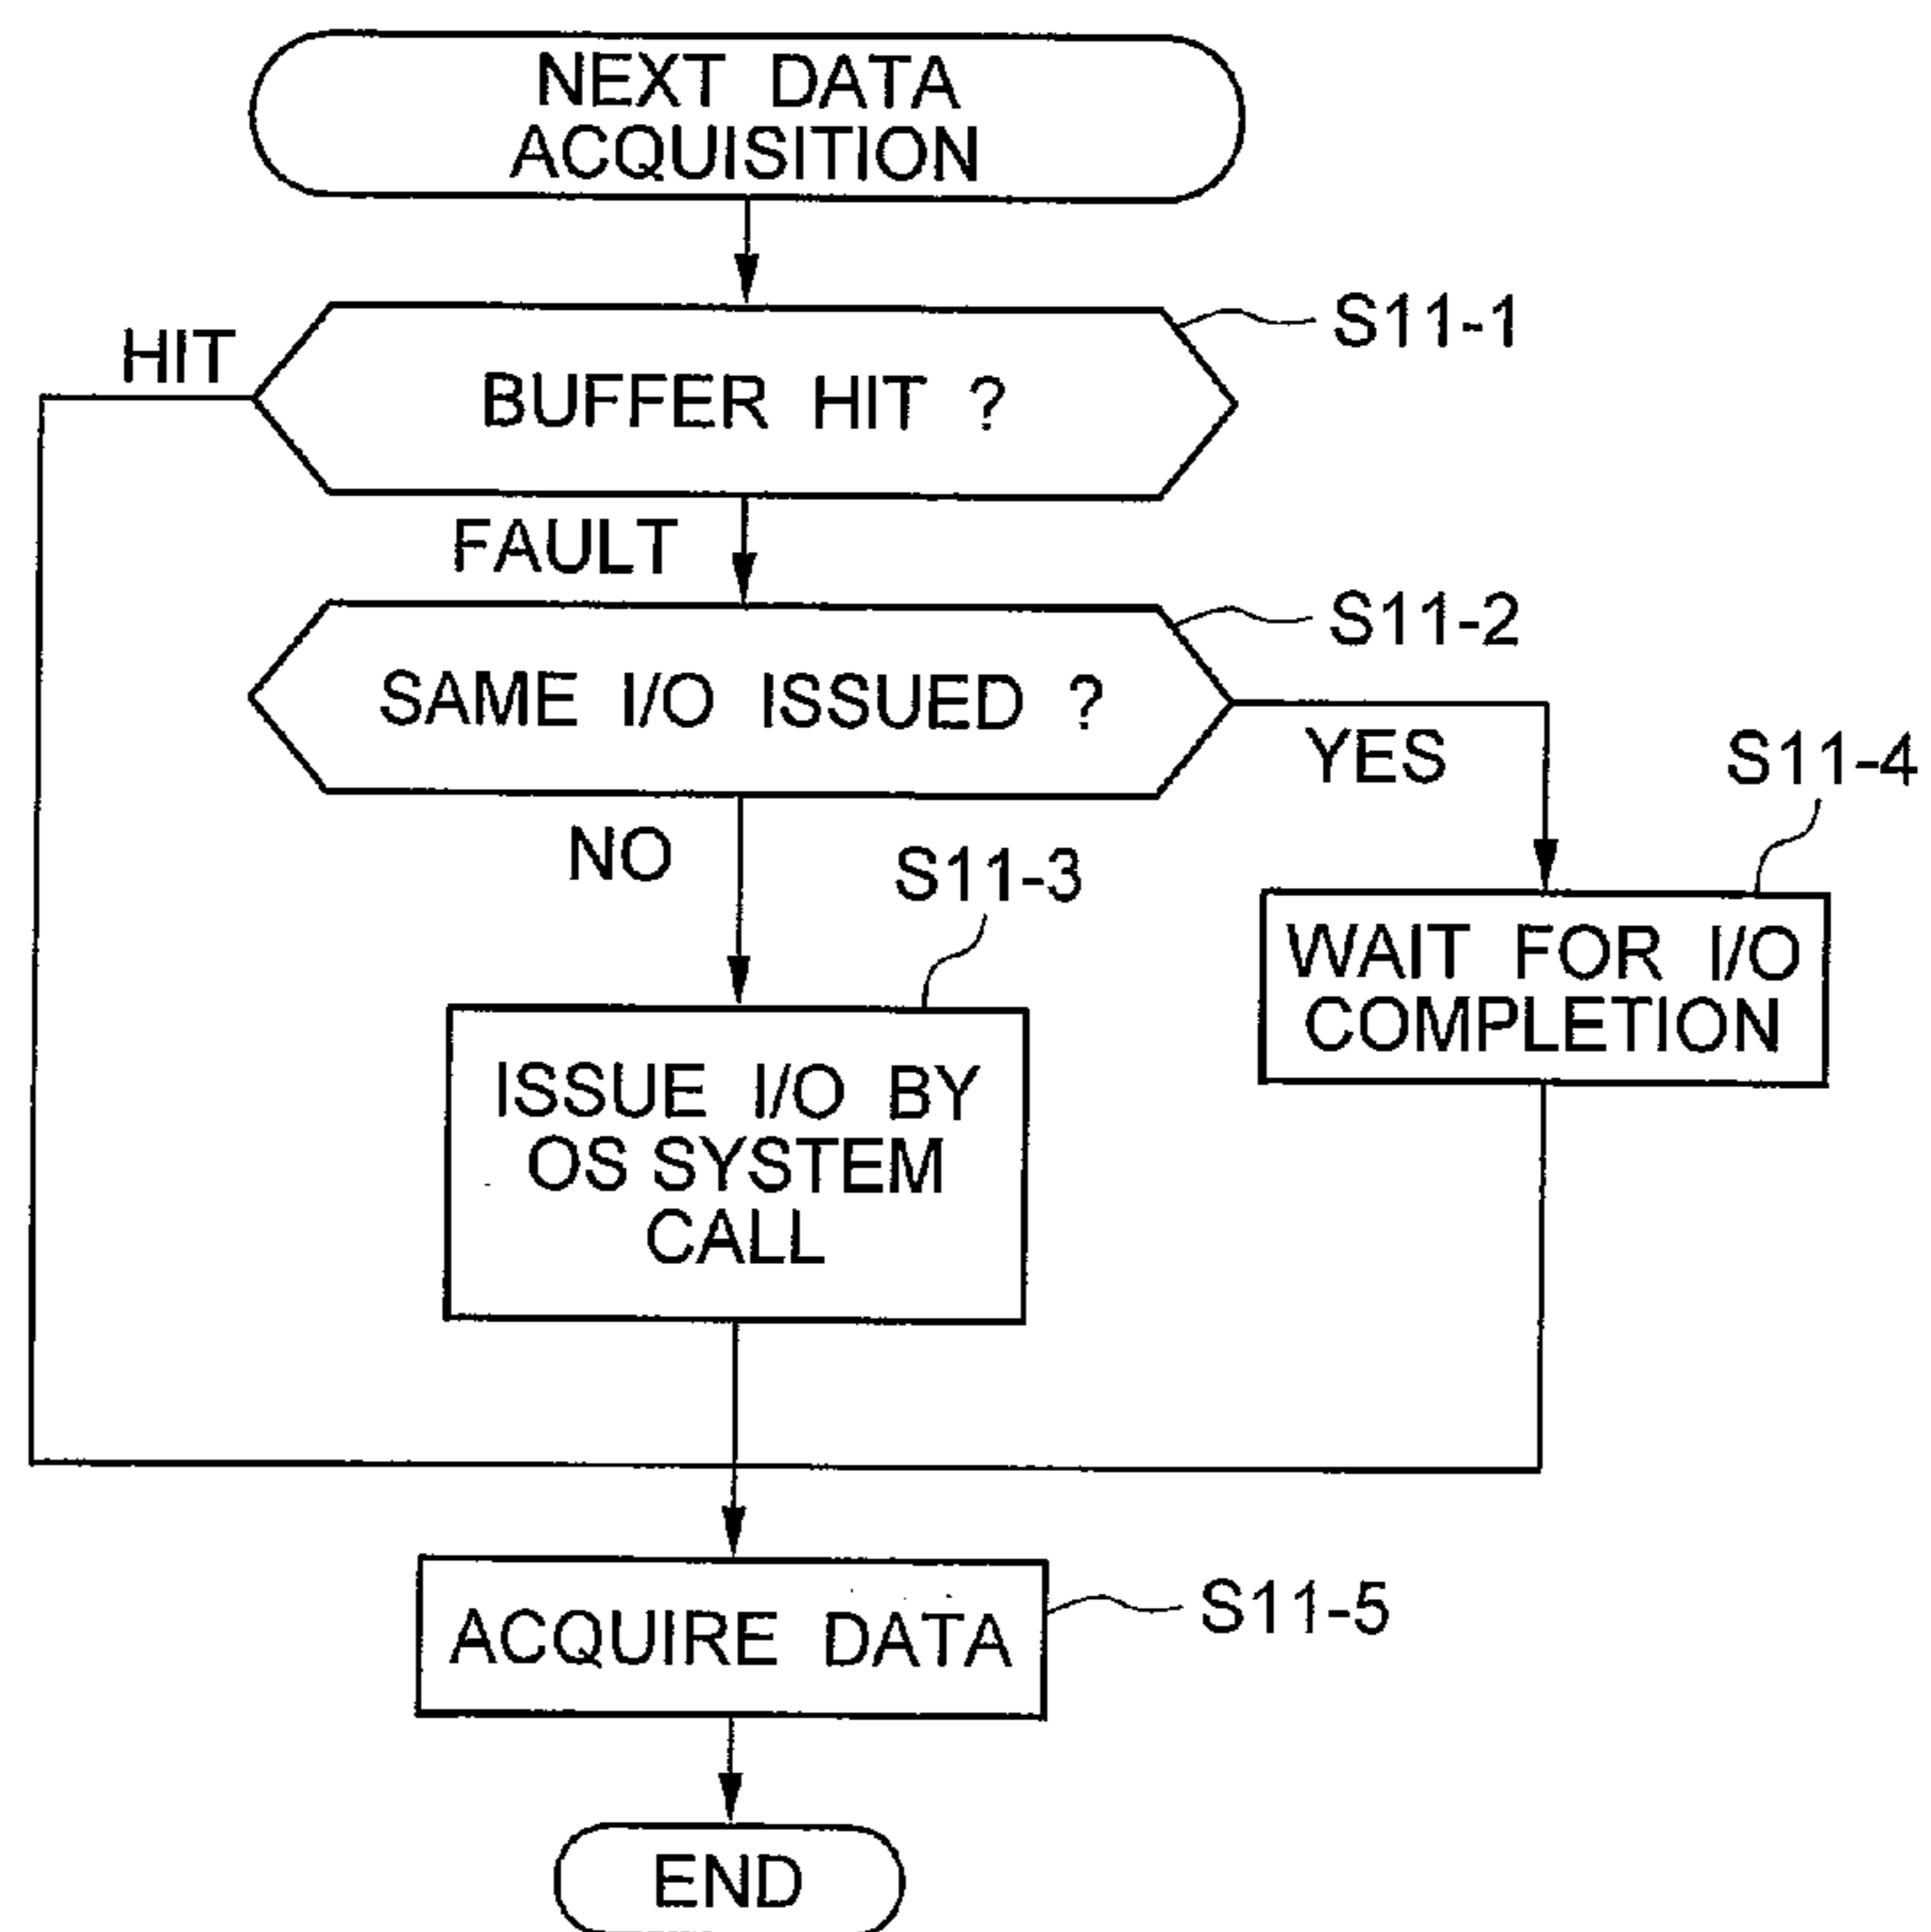 NEXT DATA
ACQUISITION
S11-1
HIT
BUFFER HIT ?
FAULT
S11-2
SAME I/O ISSUED ?
YES
S11-4
NO
S11-3
WAIT FOR I/O
COMPLETION
ISSUE I/O BY
OS SYSTEM
CALL
ACQUIRE DATA
S11-5
END